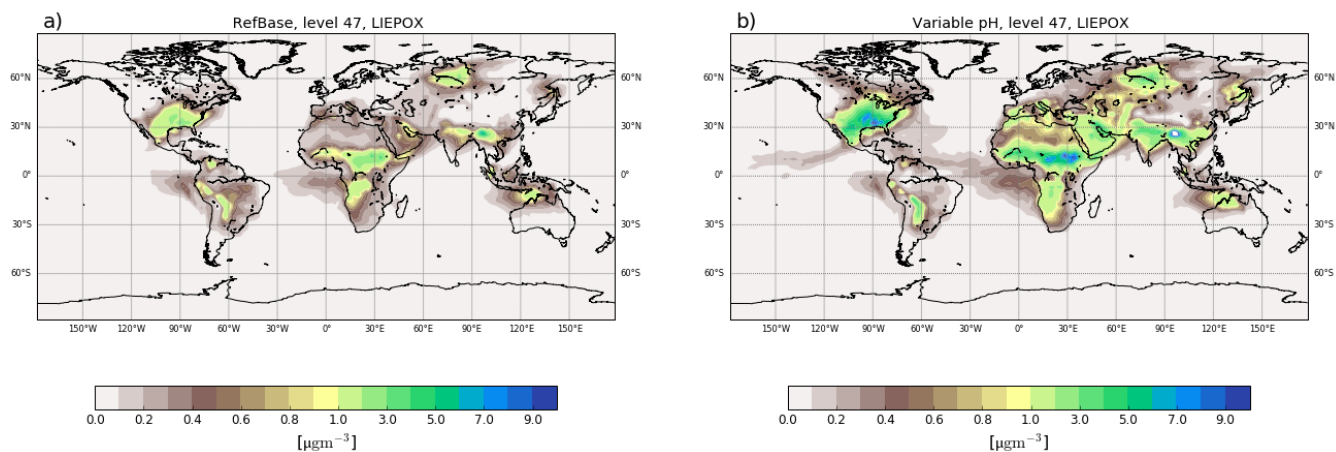 a) RefBase, level 47, LIEPOX
60°N 60°N
30°N 30°N
0° 0°
30°S 30°S
60°S 60°S
150°W 120°W 90°W 60°W 30°W 0° 30°E 60°E 90°E 120°E 150°E
0.0 0.2 0.4 0.6 0.8 1.0 3.0 5.0 7.0 9.0
[µgm⁻³]
b) Variable pH, level 47, LIEPOX
60°N 60°N
30°N 30°N
0° 0°
30°S 30°S
60°S 60°S
150°W 120°W 90°W 60°W 30°W 0° 30°E 60°E 90°E 120°E 150°E
0.0 0.2 0.4 0.6 0.8 1.0 3.0 5.0 7.0 9.0
[µgm⁻³]